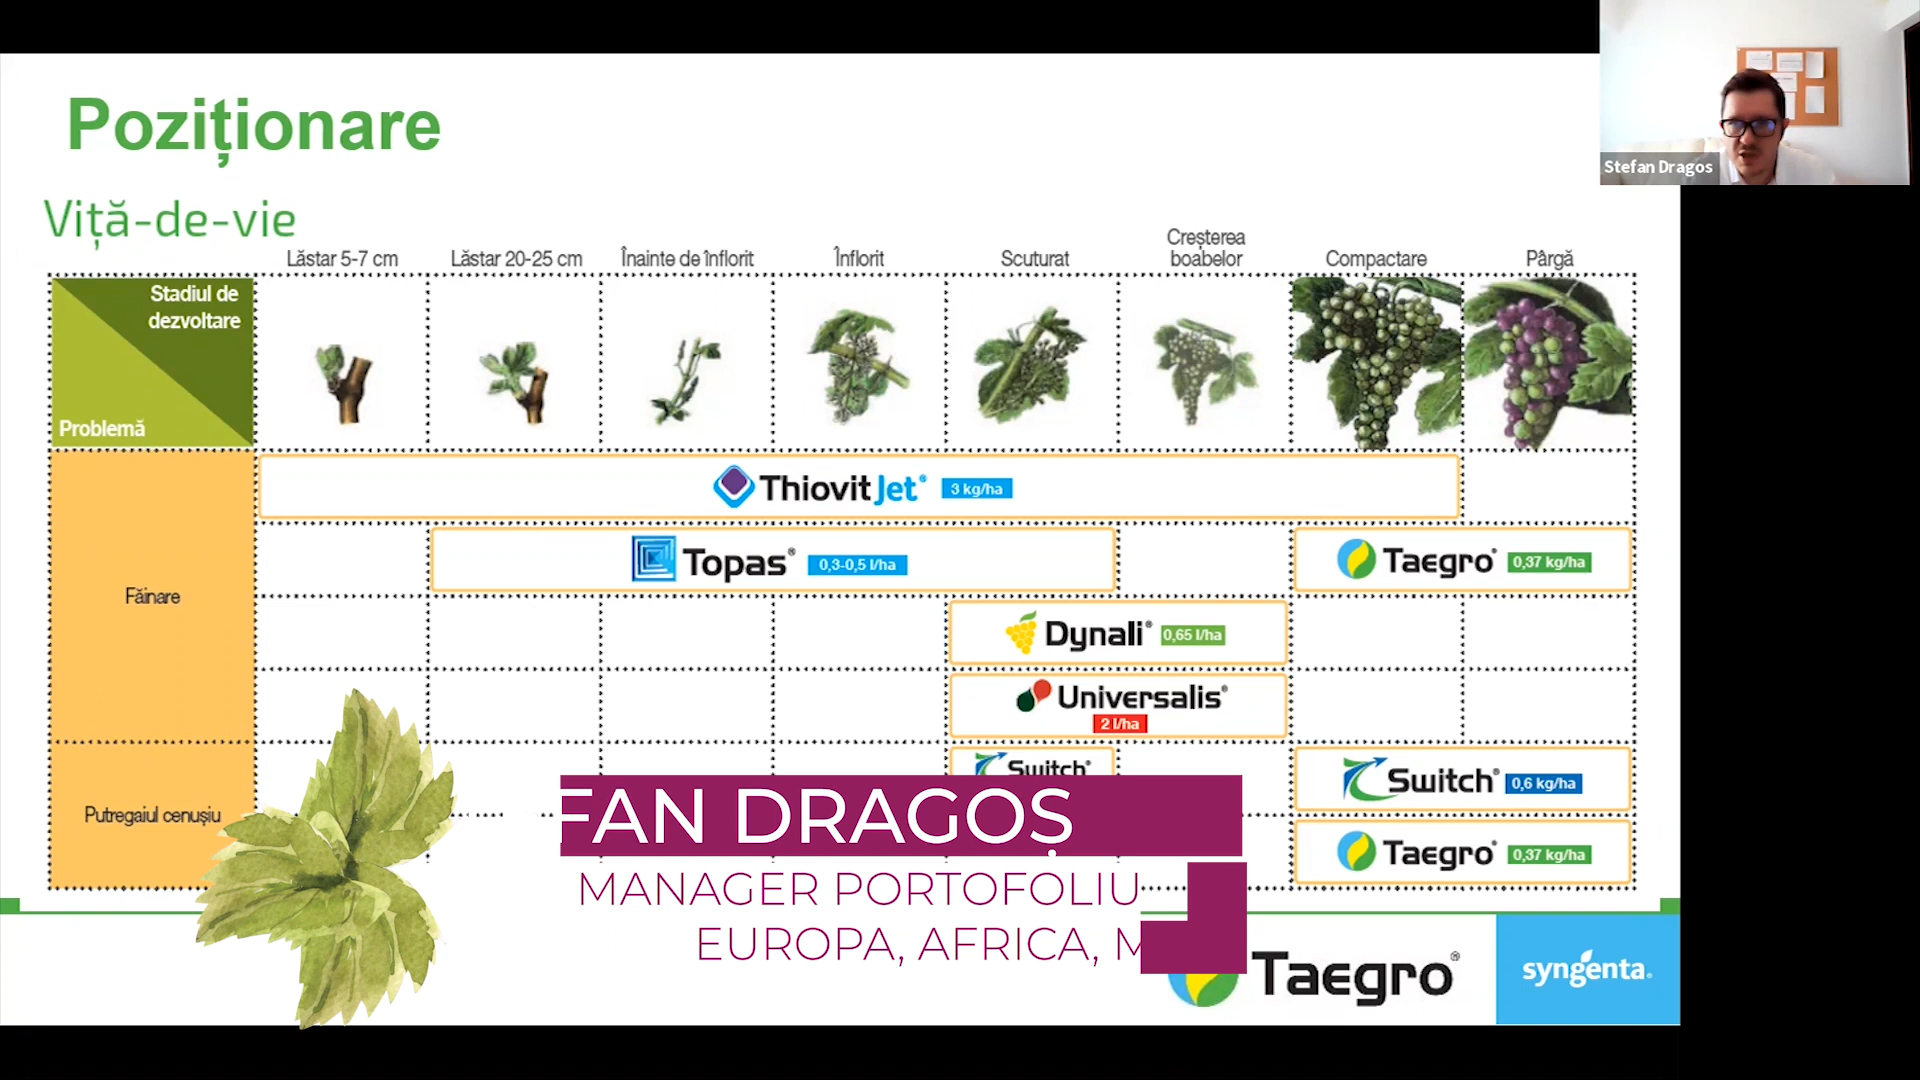 Poziționare
Stefan Dragos
Viță-de-vie
Lăstar 5-7 cm
Lăstar 20-25 cm
Înainte de înflorit
Înflorit
Scuturat
Creșterea
boabelor
Compactare
Pârgă
Stadiul de
dezvoltare
Problemă
Făinare
Thiovit Jet® 3 kg/ha
Topas® 0,3-0,5 l/ha
Taegro® 0,37 kg/ha
Dynali® 0,65 l/ha
Universalis®
2 l/ha
Putregaiul cenușiu
Switch®
Switch® 0,6 kg/ha
Taegro® 0,37 kg/ha
FAN DRAGOȘ
MANAGER PORTOFOLIU
EUROPA, AFRICA, M
Taegro®
syngenta®